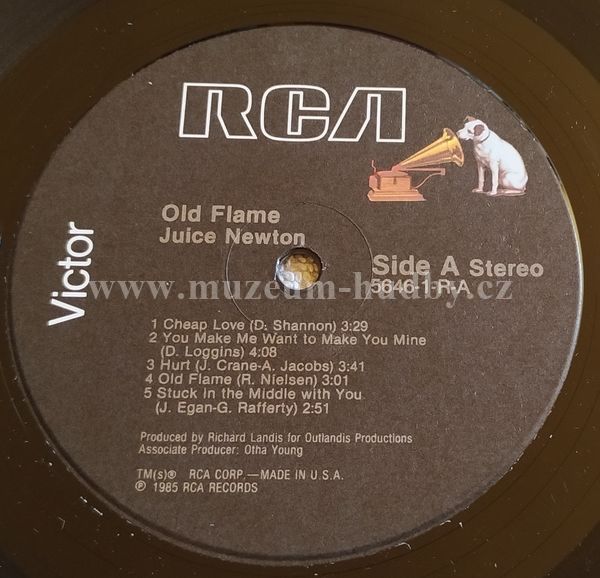 RCA
Victor
Old Flame
Juice Newton
Side A Stereo
5646-1-R-A
www.muzeum-hudby.cz
1 Cheap Love (D. Shannon) 3:29
2 You Make Me Want to Make You Mine
(D. Loggins) 4:08
3 Hurt (J. Crane-A. Jacobs) 3:41
4 Old Flame (R. Nielsen) 3:01
5 Stuck in the Middle with You
(J. Egan-G. Rafferty) 2:51
Produced by Richard Landis for Outlandis Productions
Associate Producer: Otha Young
TM(s)® RCA CORP.—MADE IN U.S.A.
℗ 1985 RCA RECORDS